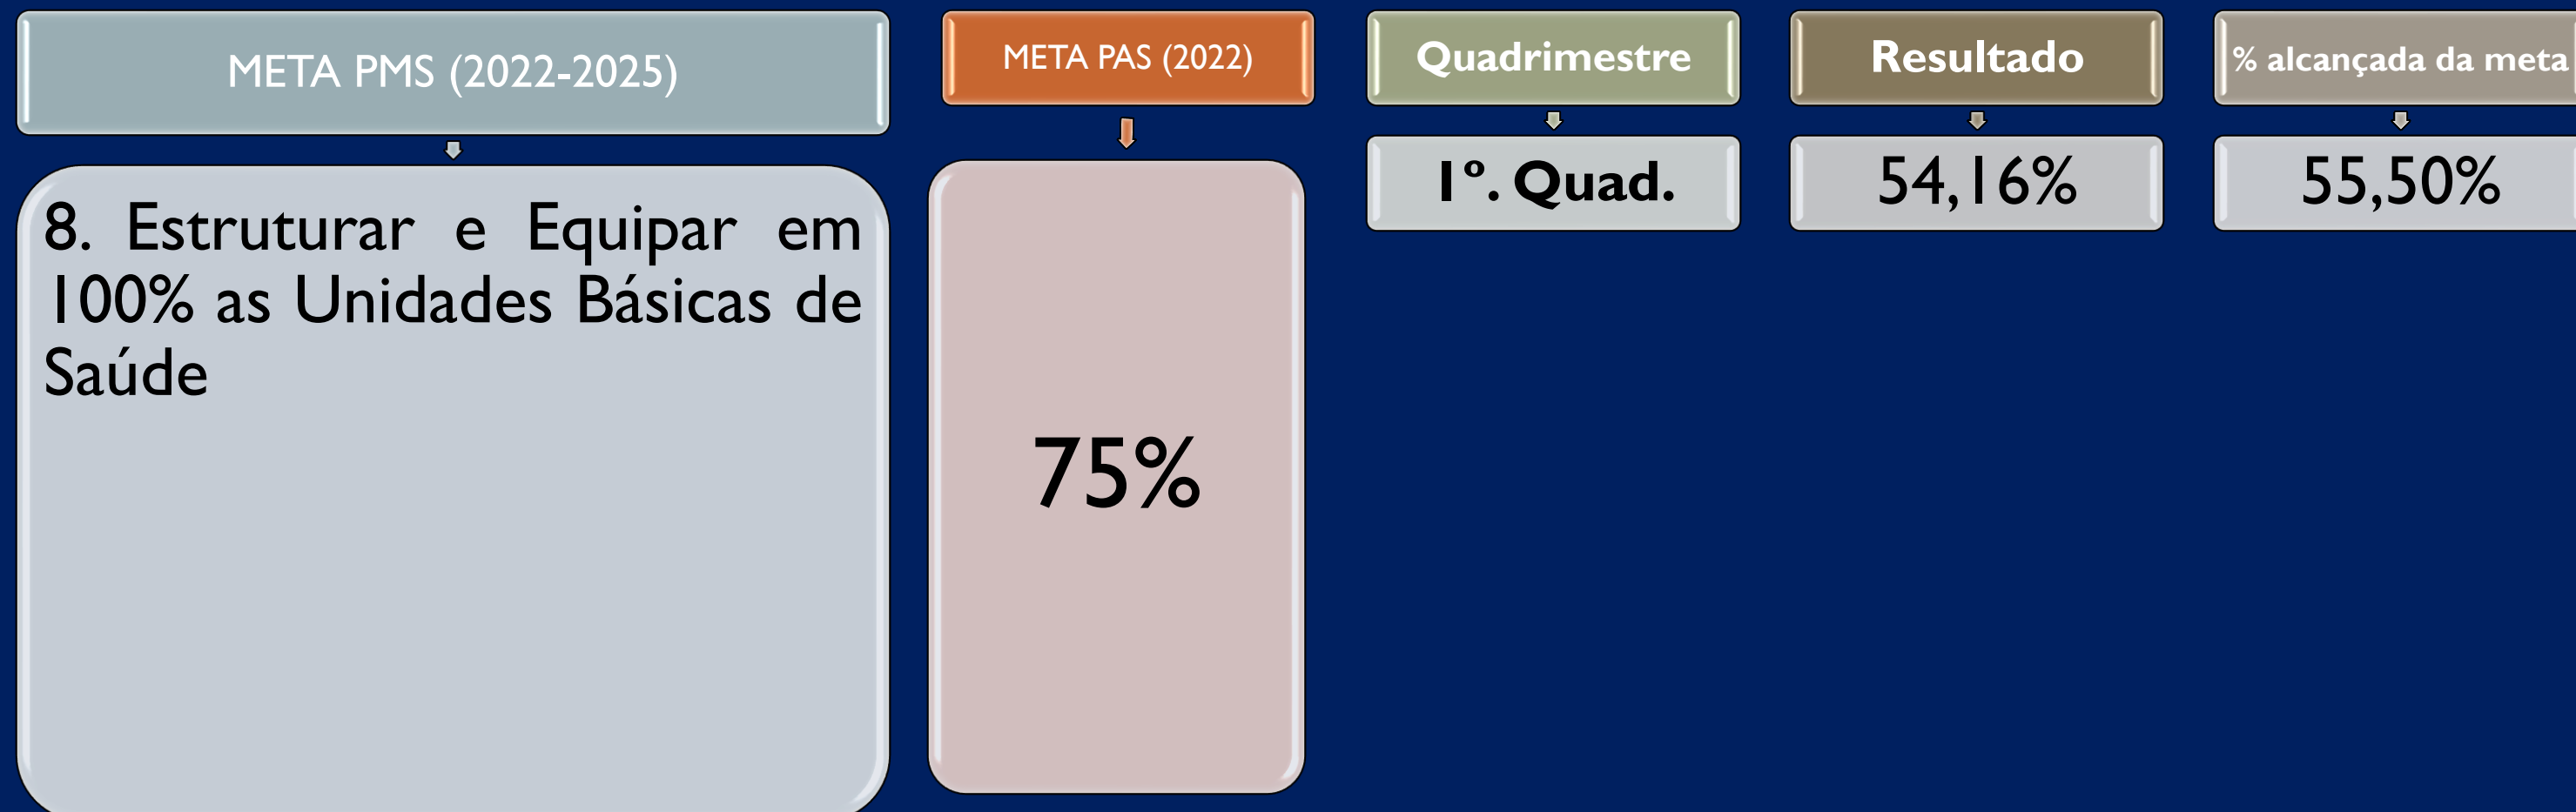 META PMS (2022-2025)
8. Estruturar e Equipar em
100% as Unidades Básicas de
Saúde
META PAS (2022)
75%
Quadrimestre
1º. Quad.
Resultado
54,16%
% alcançada da meta
55,50%